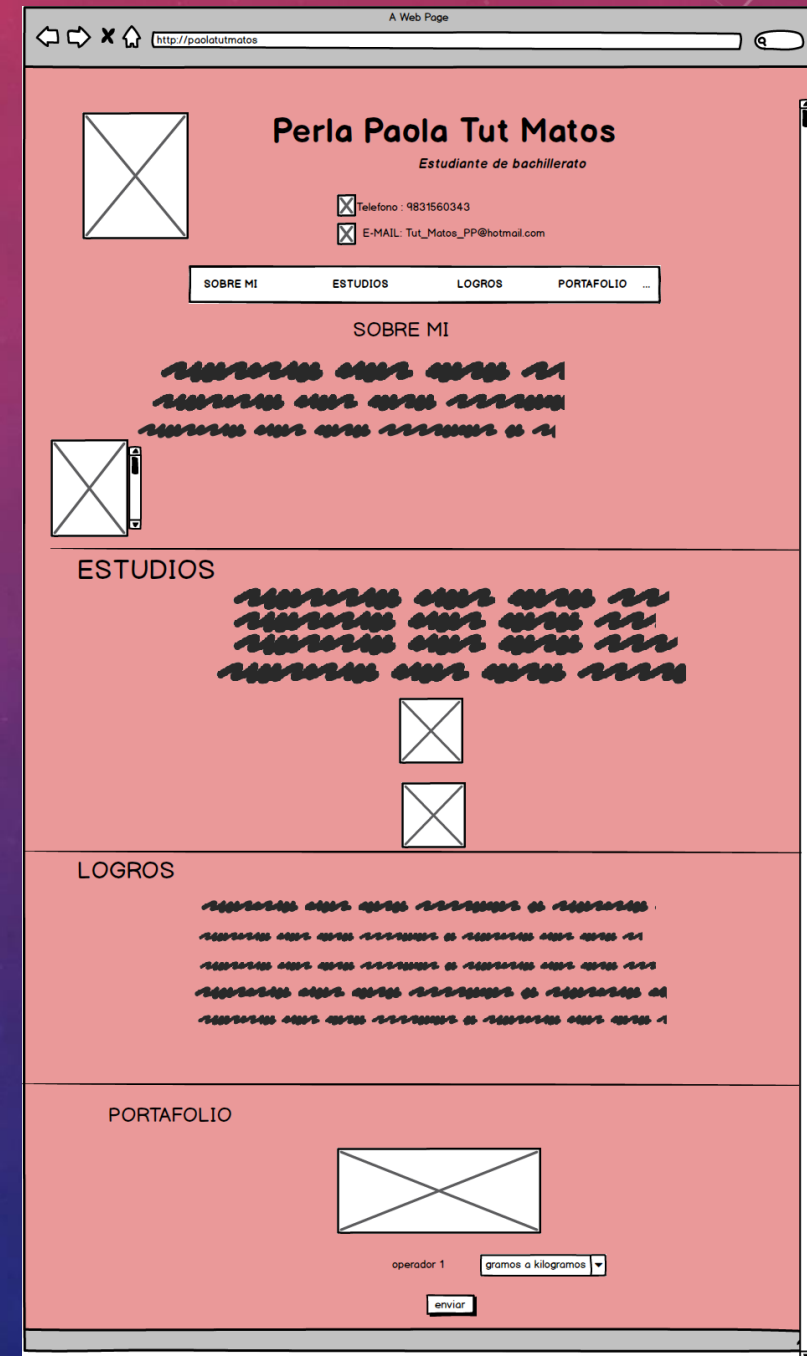 A Web Page
http://paolatutmatos
Perla Paola Tut Matos
Estudiante de bachillerato
Telefono : 9831560343
E-MAIL: Tut_Matos_PP@hotmail.com
SOBRE MI ESTUDIOS LOGROS PORTAFOLIO ...
SOBRE MI
ESTUDIOS
LOGROS
PORTAFOLIO
operador 1 gramos a kilogramos
enviar